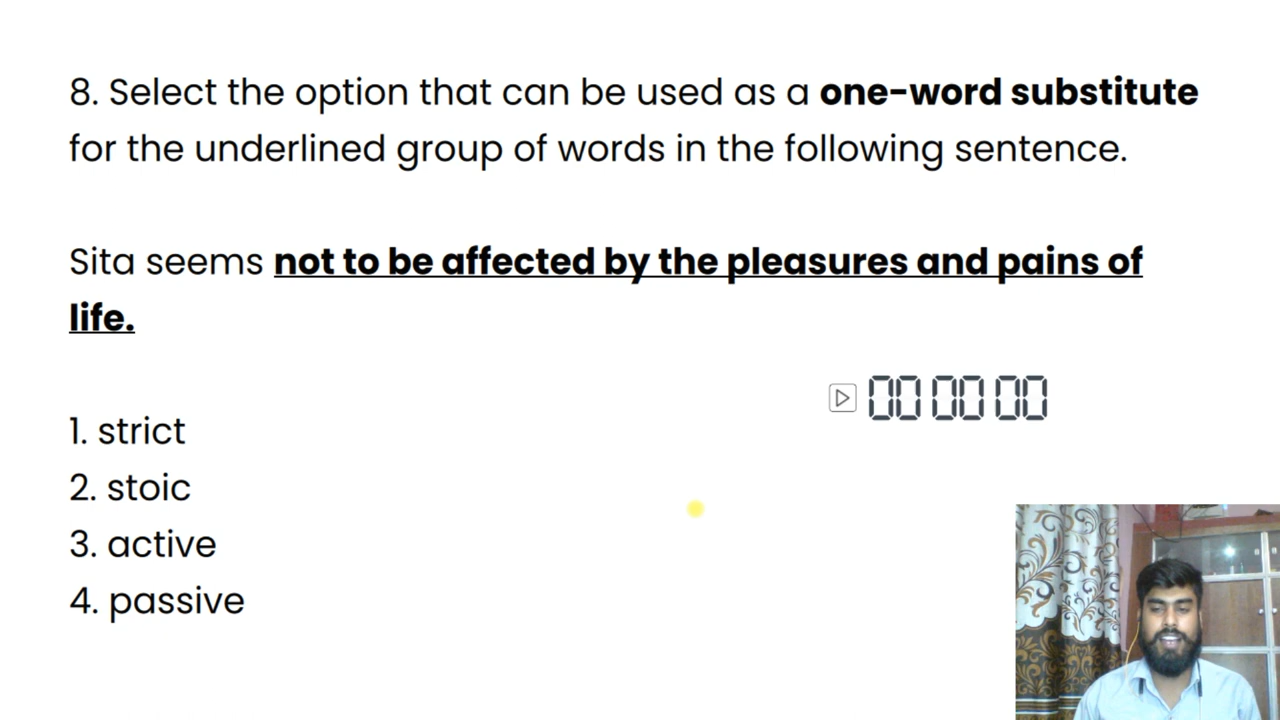 8. Select the option that can be used as a one-word substitute
for the underlined group of words in the following sentence.
Sita seems not to be affected by the pleasures and pains of
life.
00 00 00
1. strict
2. stoic
3. active
4. passive